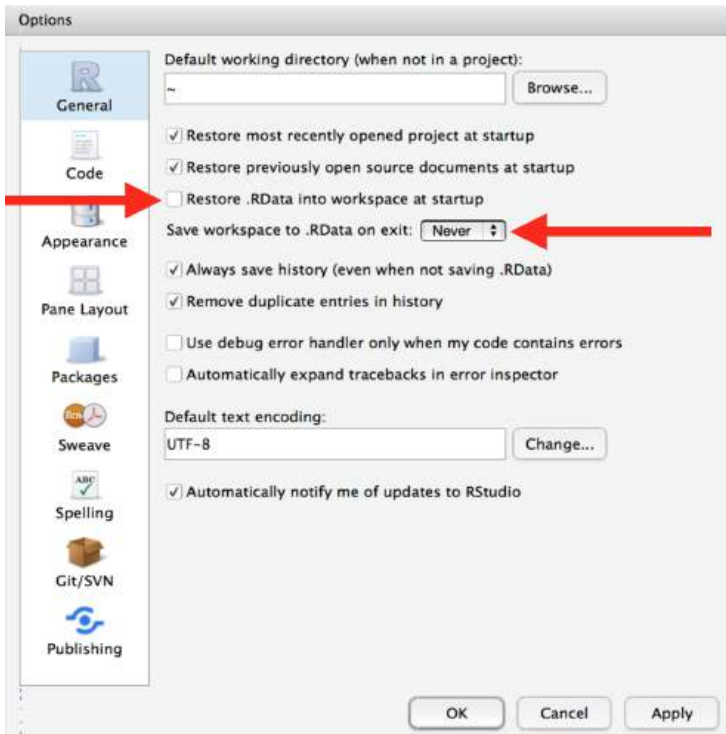 Options
General
Code
Appearance
Pane Layout
Packages
Sweave
ABC
Spelling
Git/SVN
Publishing
Default working directory (when not in a project):
~
Browse...
Restore most recently opened project at startup
Restore previously open source documents at startup
Restore .RData into workspace at startup
Save workspace to .RData on exit: Never
Always save history (even when not saving .RData)
Remove duplicate entries in history
Use debug error handler only when my code contains errors
Automatically expand tracebacks in error inspector
Default text encoding:
UTF-8
Change...
Automatically notify me of updates to RStudio
OK Cancel Apply